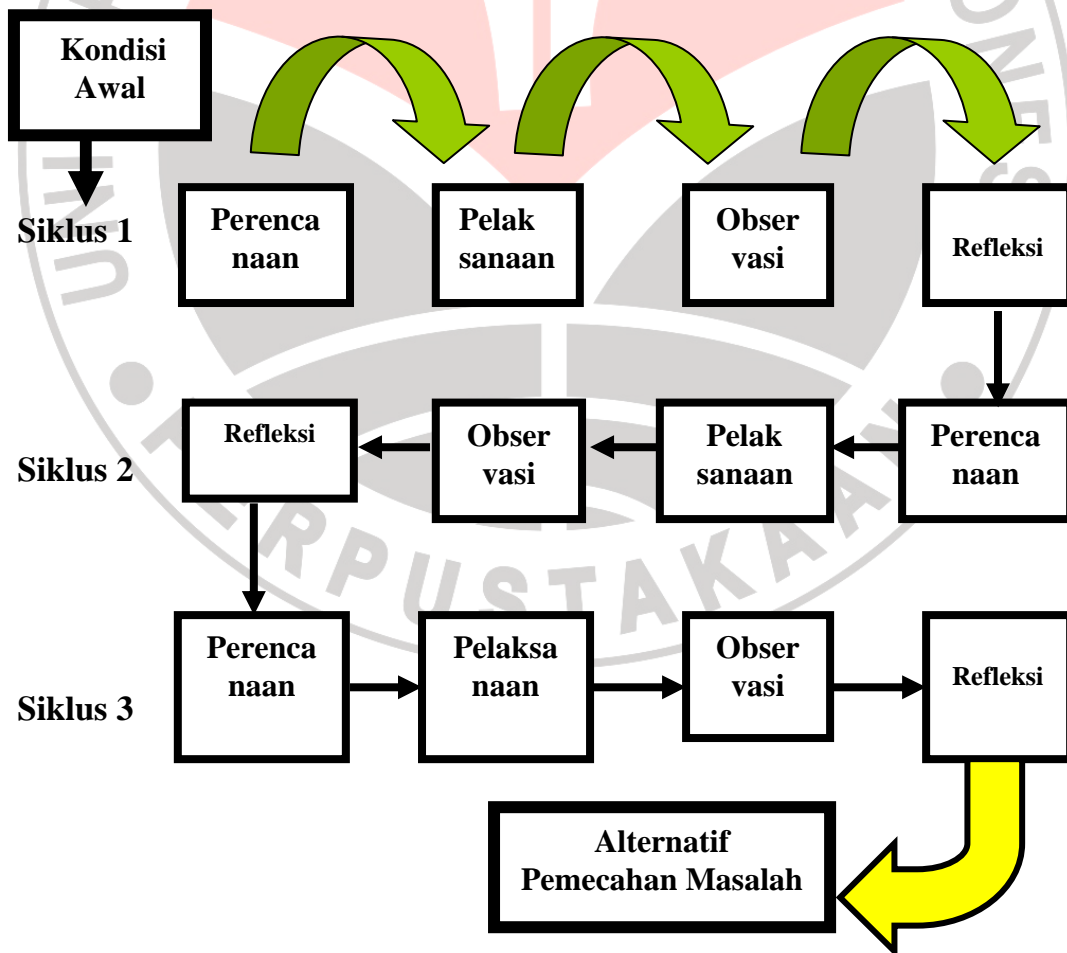 Kondisi
Awal
Siklus 1
Perenca
naan
Pelak
sanaan
Obser
vasi
Refleksi
Siklus 2
Refleksi
Obser
vasi
Pelak
sanaan
Perenca
naan
Siklus 3
Perenca
naan
Pelaksa
naan
Obser
vasi
Refleksi
Alternatif
Pemecahan Masalah
PERPUSTAKAAN